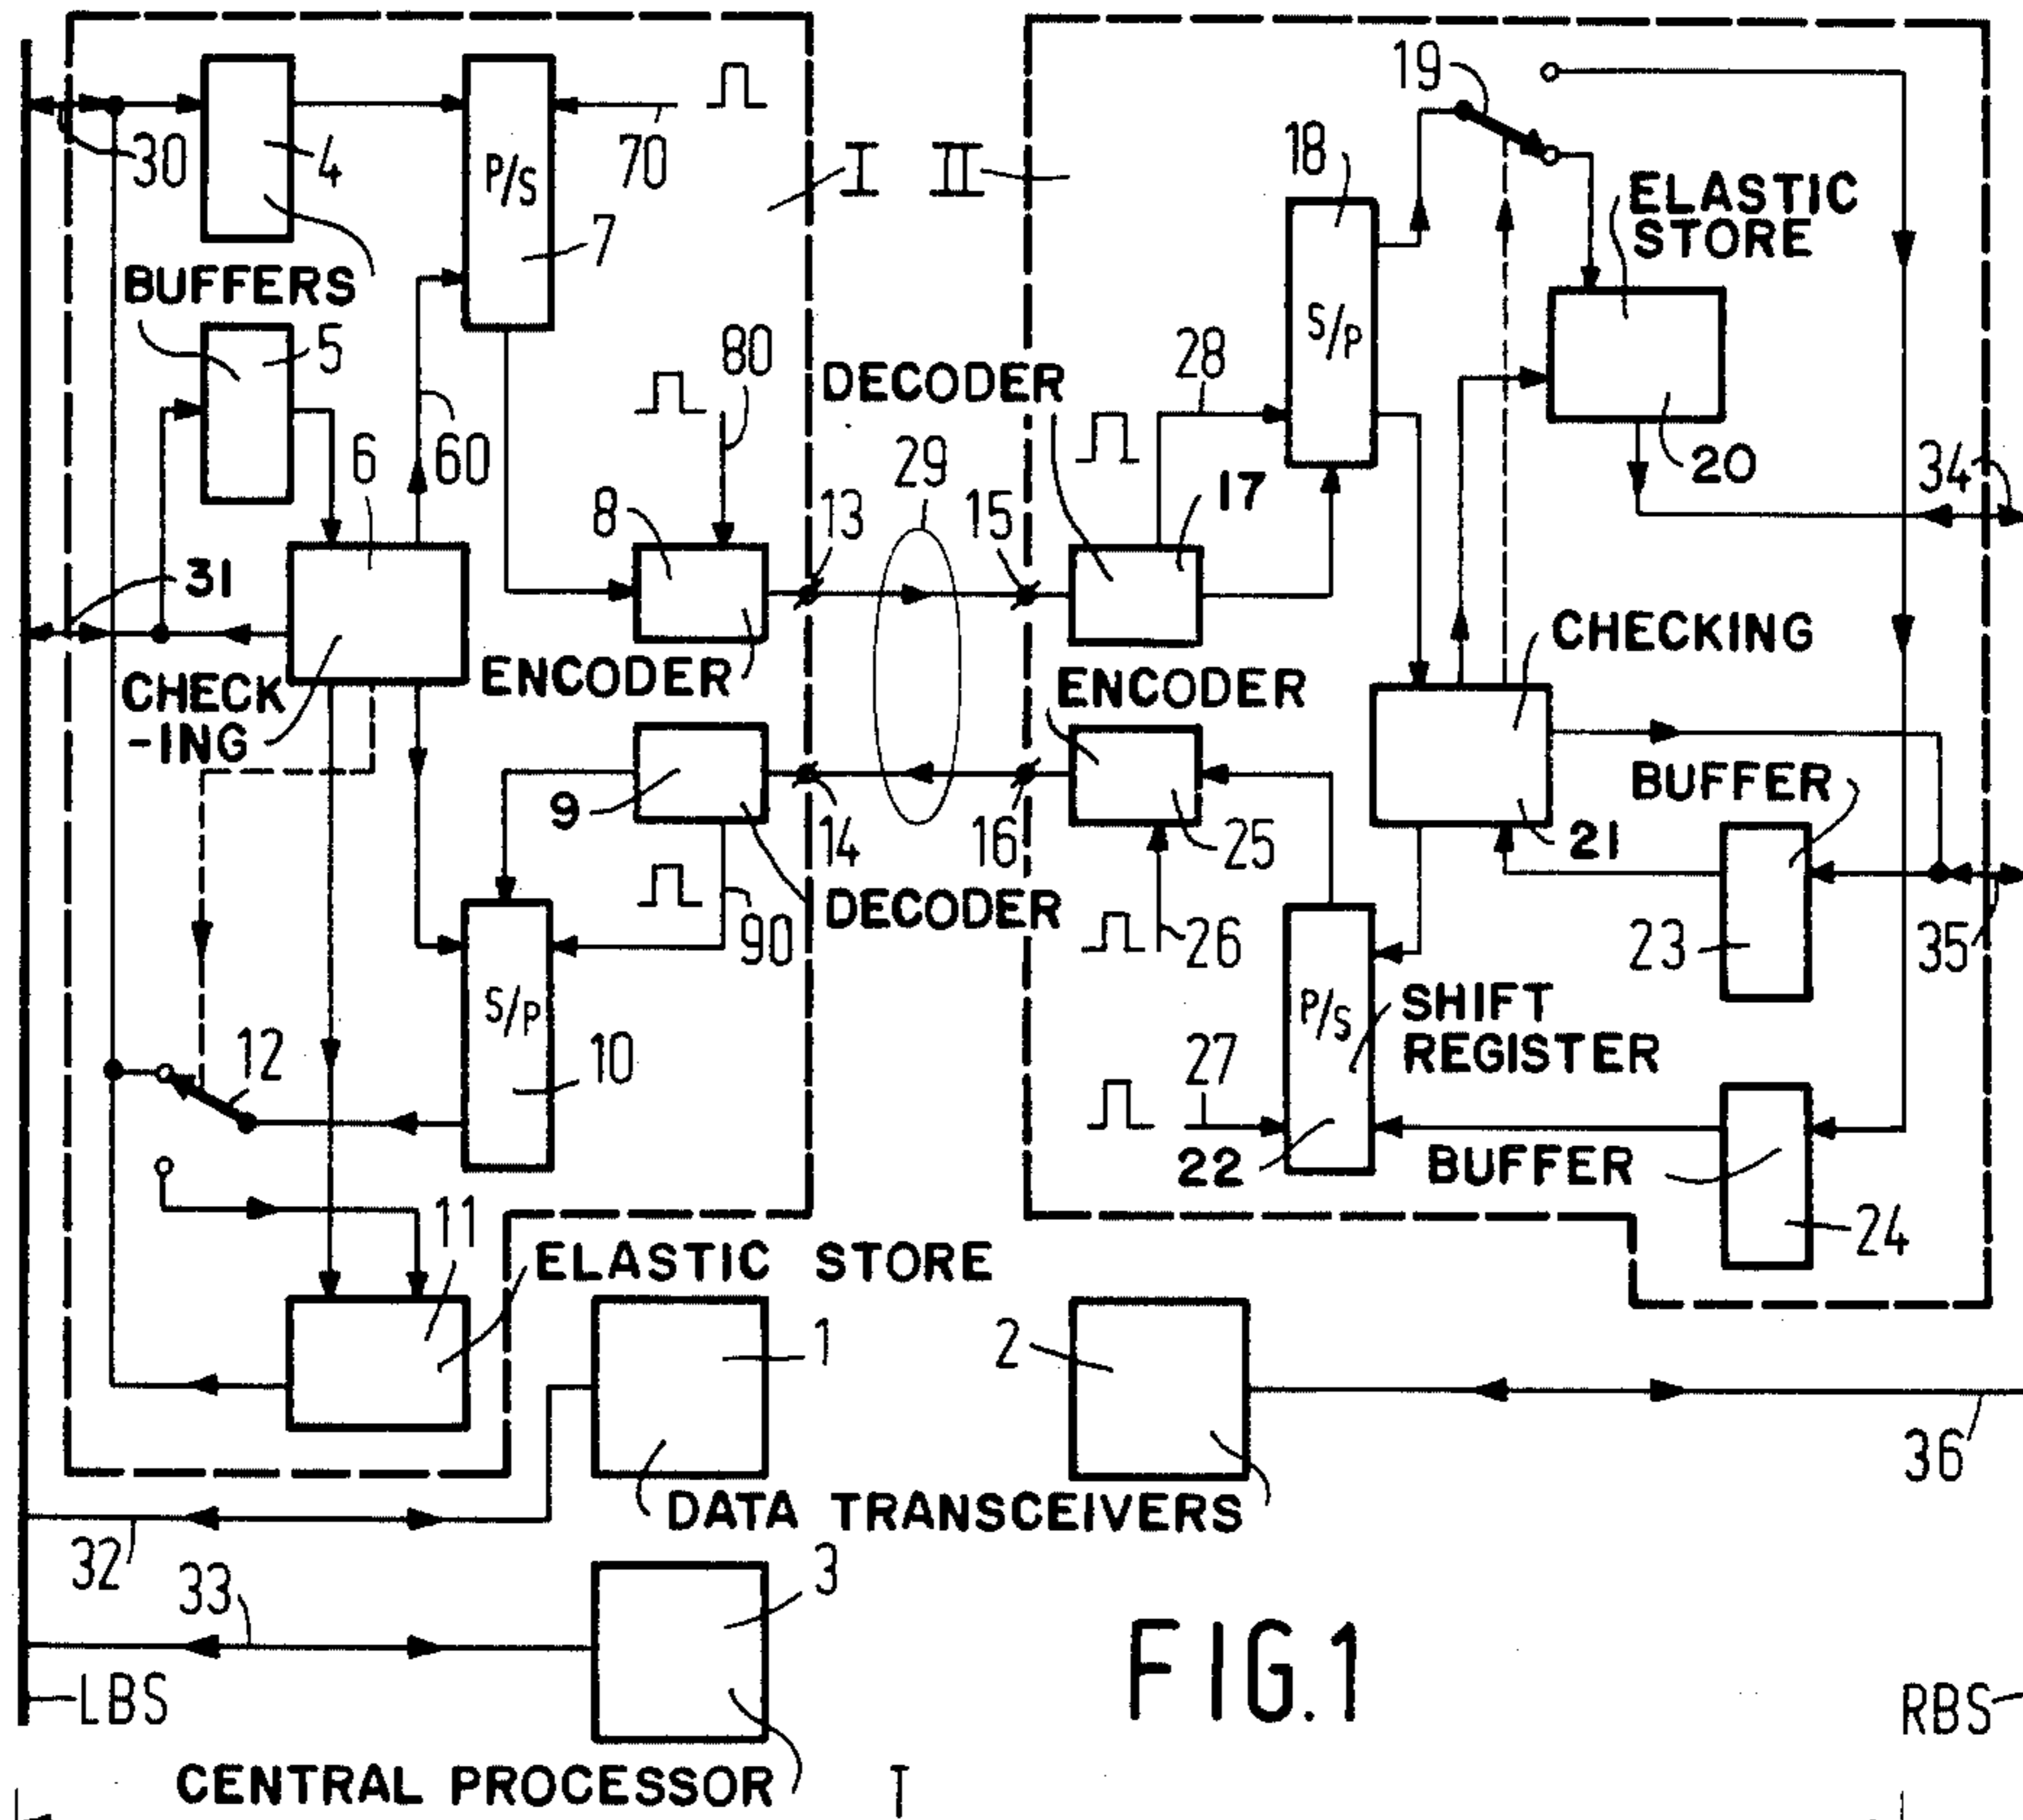 19
30
4
P/S
70
I
II
18
ELASTIC
STORE
7
BUFFERS
5
80
DECODER
28
S/P
6
60
29
20
34
8
13
15
17
31
CHECKING
CHECK
-ING
ENCODER
ENCODER
BUFFER
9
14
16
25
21
DECODER
90
26
23
35
S/P
P/S
SHIFT
REGISTER
12
10
27
22
BUFFER
24
11
ELASTIC STORE
1
2
36
DATA TRANSCEIVERS
32
33
3
FIG.1
LBS
RBS
CENTRAL PROCESSOR